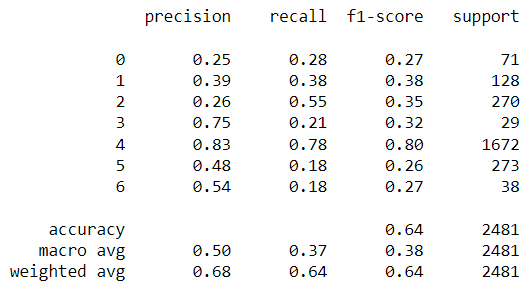 precision recall f1-score support
0 0.25 0.28 0.27 71
1 0.39 0.38 0.38 128
2 0.26 0.55 0.35 270
3 0.75 0.21 0.32 29
4 0.83 0.78 0.80 1672
5 0.48 0.18 0.26 273
6 0.54 0.18 0.27 38
accuracy 0.64 2481
macro avg 0.50 0.37 0.38 2481
weighted avg 0.68 0.64 0.64 2481